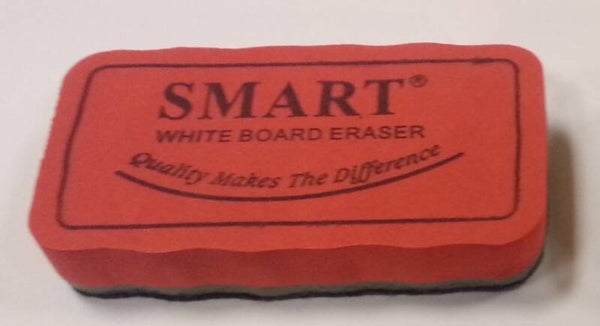 SMART®
WHITE BOARD ERASER
Quality Makes The Difference